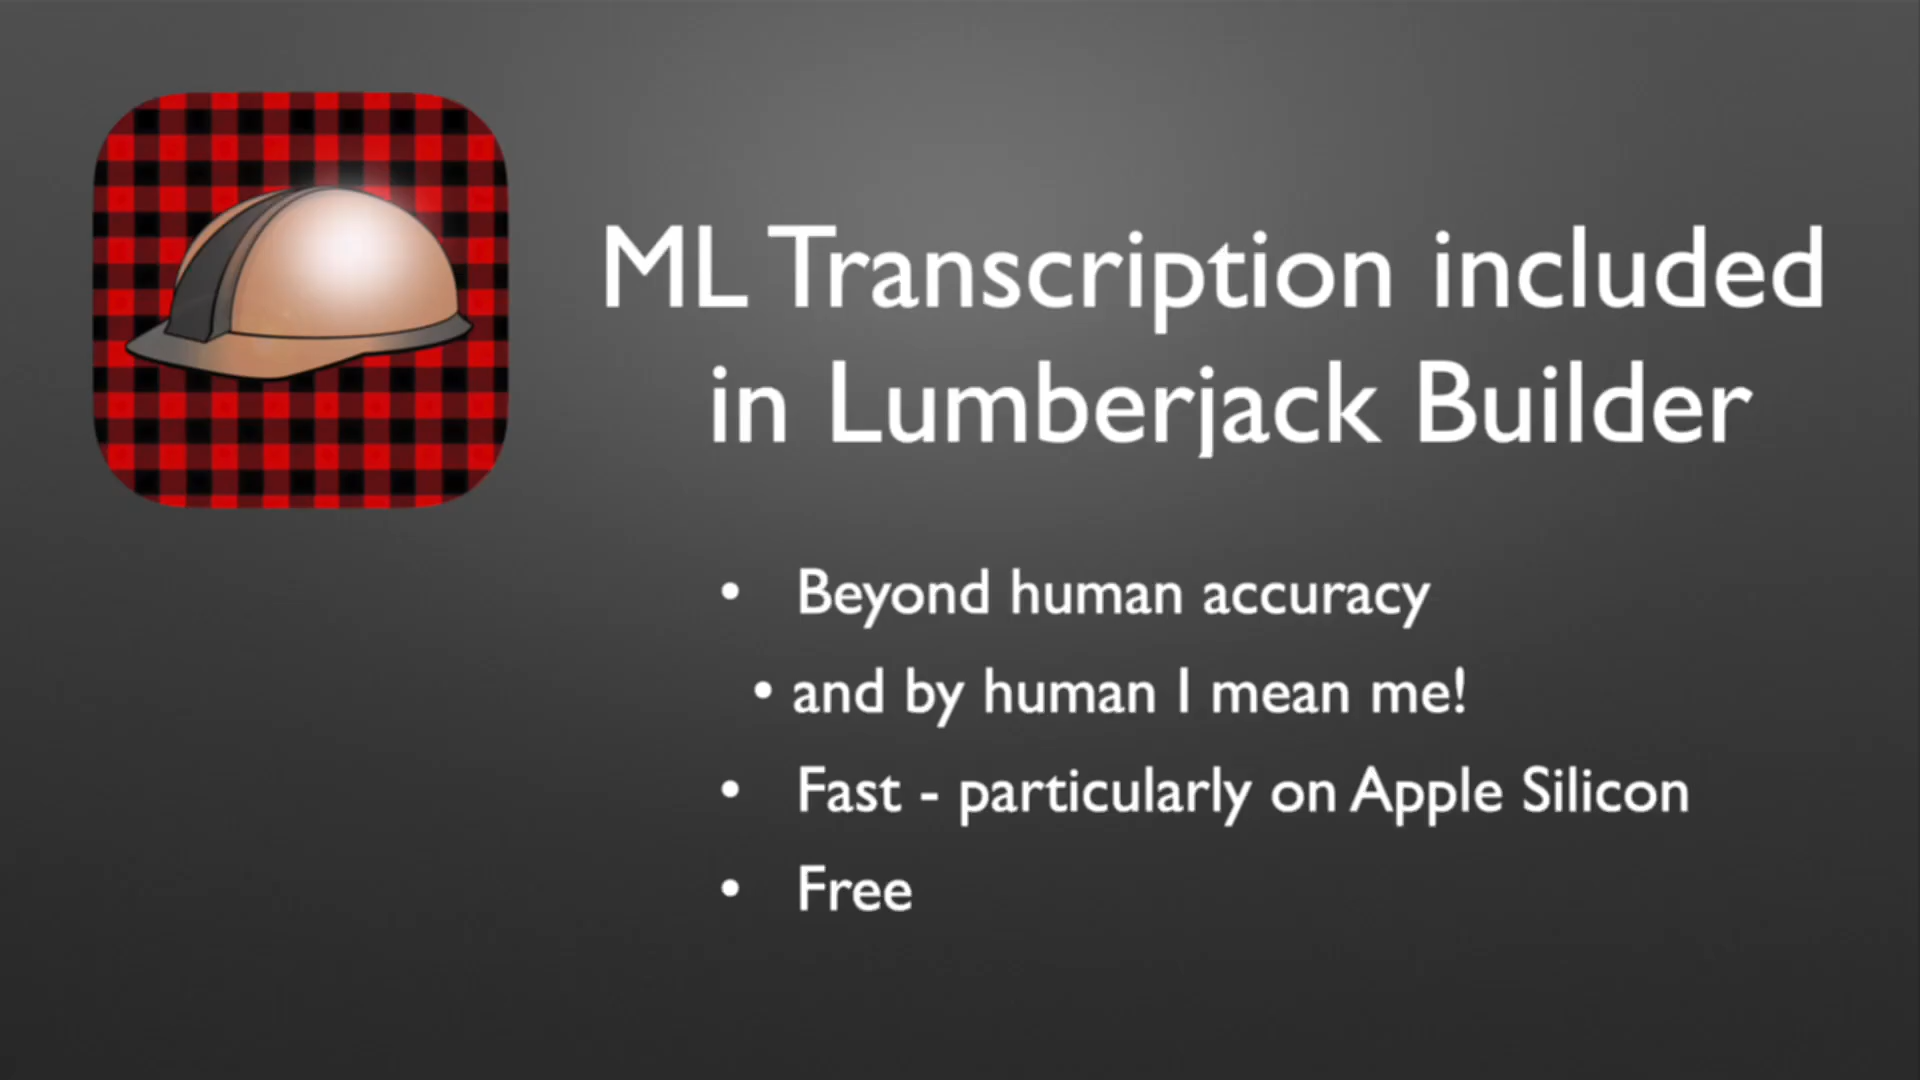 ML Transcription included
in Lumberjack Builder
• Beyond human accuracy
• and by human I mean me!
• Fast - particularly on Apple Silicon
• Free